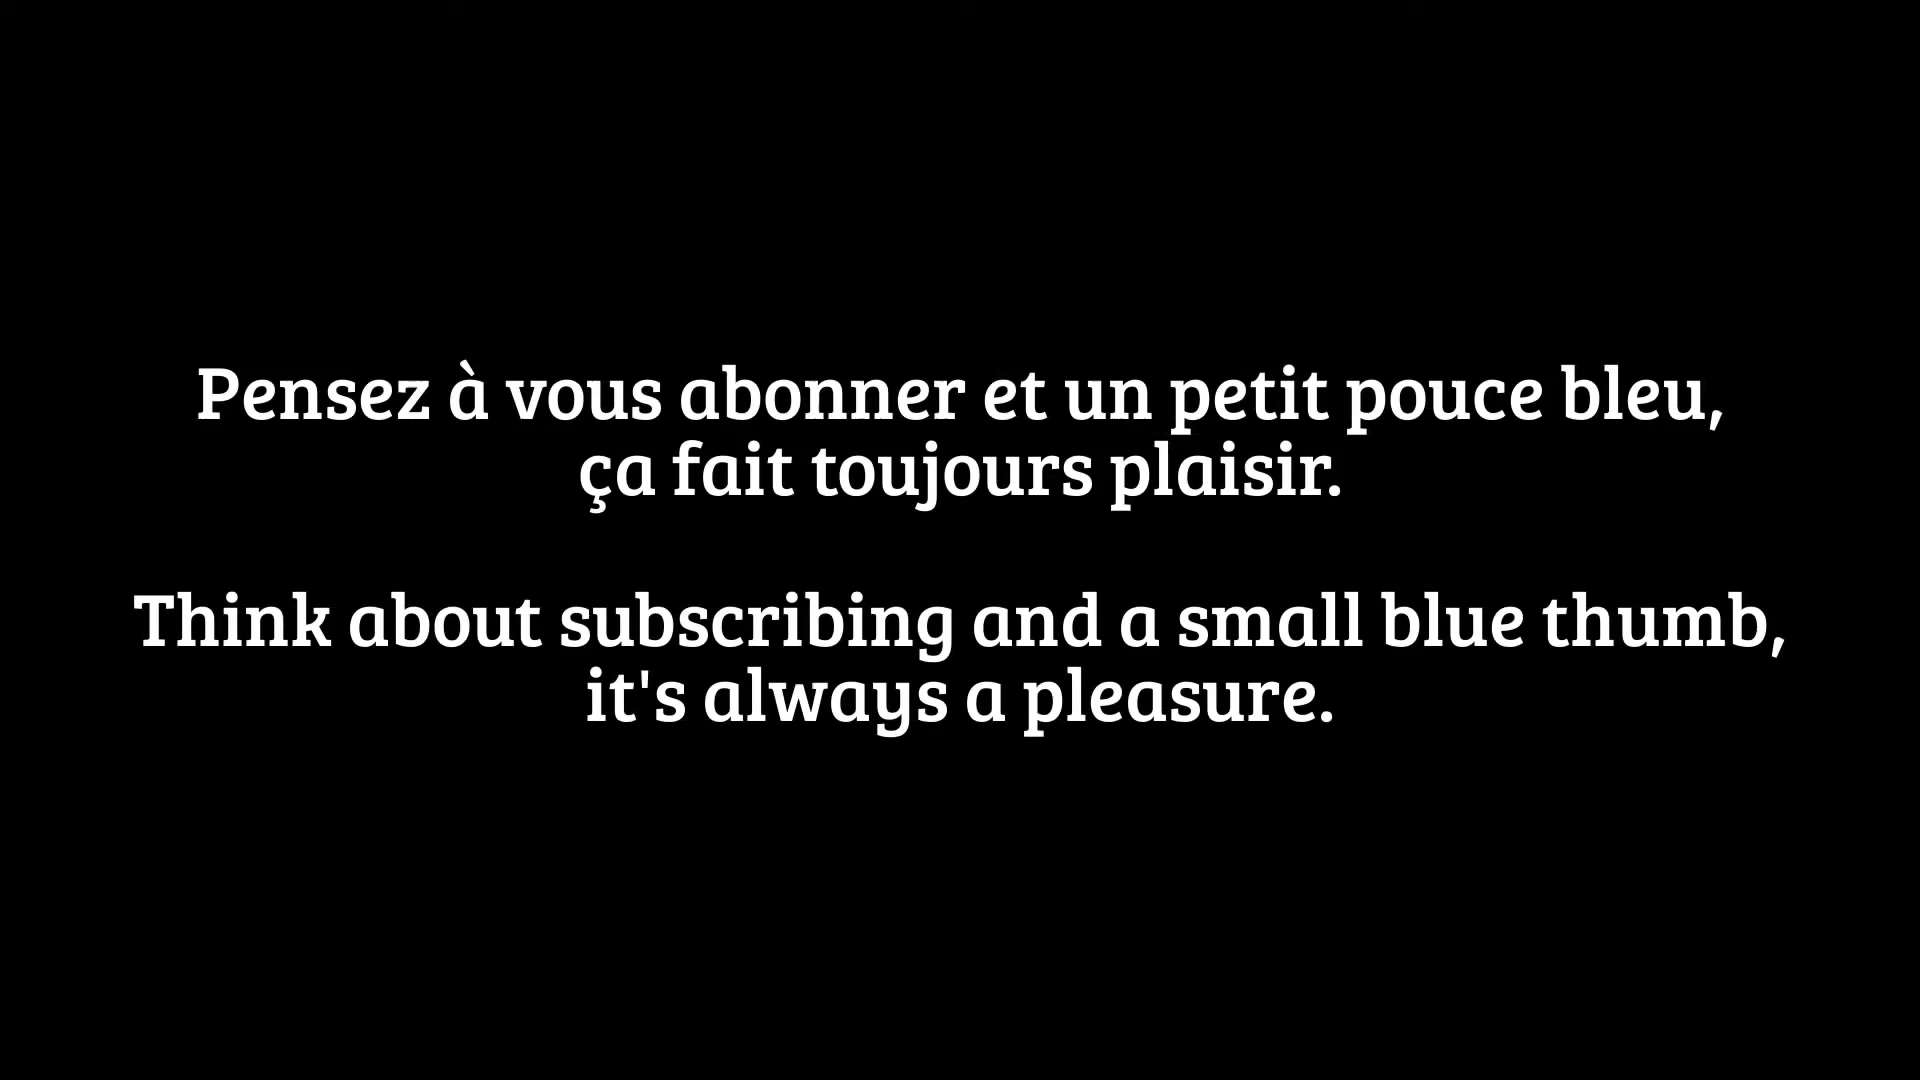 Pensez à vous abonner et un petit pouce bleu,
ça fait toujours plaisir.
Think about subscribing and a small blue thumb,
it's always a pleasure.